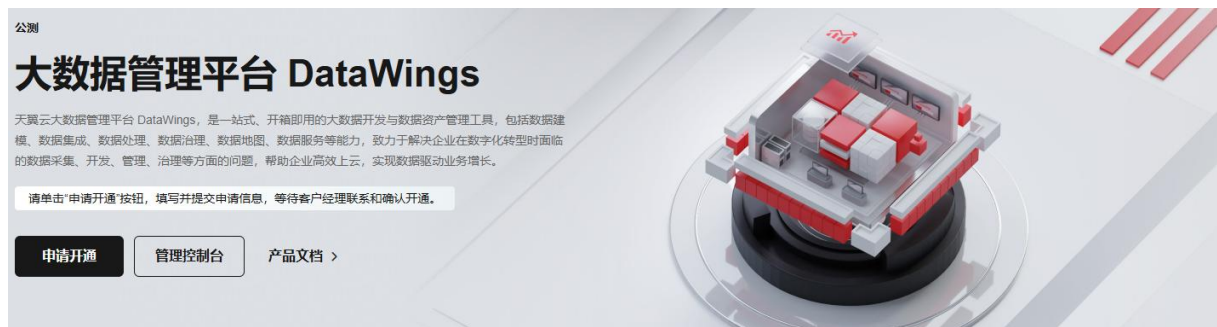 公测
大数据管理平台 DataWings
天翼云大数据管理平台 DataWings，是一站式、开箱即用的大数据开发与数据资产管理工具，包括数据建
模、数据集成、数据处理、数据治理、数据地图、数据服务等能力，致力于解决企业在数字化转型时面临
的数据采集、开发、管理、治理等方面的问题，帮助企业高效上云，实现数据驱动业务增长。
请单击“申请开通”按钮，填写并提交申请信息，等待客户经理联系和确认开通。
申请开通 管理控制台 产品文档 >